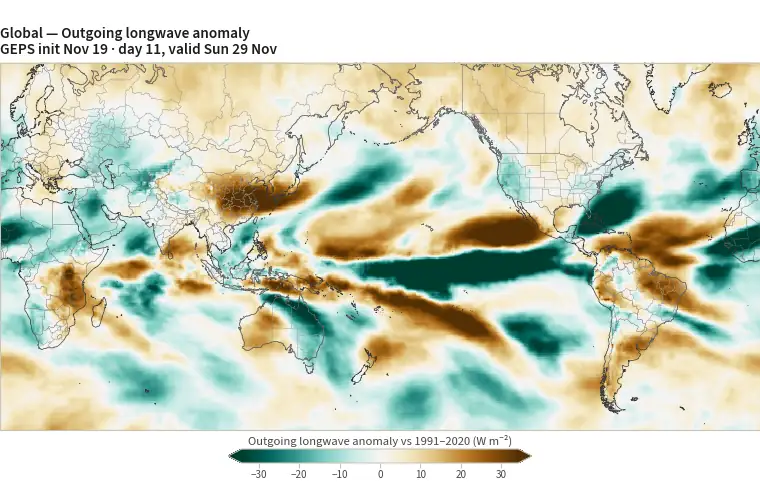 Global — Outgoing longwave anomaly
GEPS init Nov 19 · day 11, valid Sun 29 Nov
Outgoing longwave anomaly vs 1991–2020 (W m⁻²)
−30 −20 −10 0 10 20 30